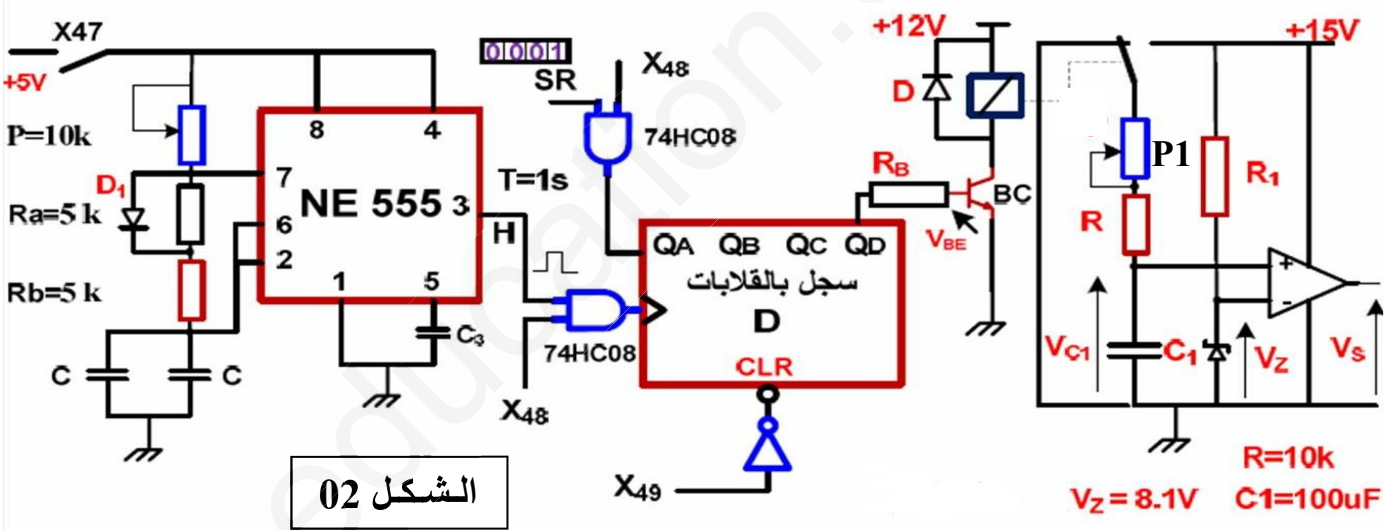 X47
+5V
P=10k
D1
Ra=5 k
Rb=5 k
C
C
8
4
7
6
2
NE 555
3
1
5
C3
H
T=1s
0001
SR
X48
74HC08
74HC08
X48
QA QB QC QD
سجل بالقلابات
D
CLR
X49
RB
VBE
BC
+12V
D
+15V
P1
R
R1
VC1
C1
VZ
VS
+
-
R=10k
VZ = 8.1V C1=100uF
الشكل 02
education.